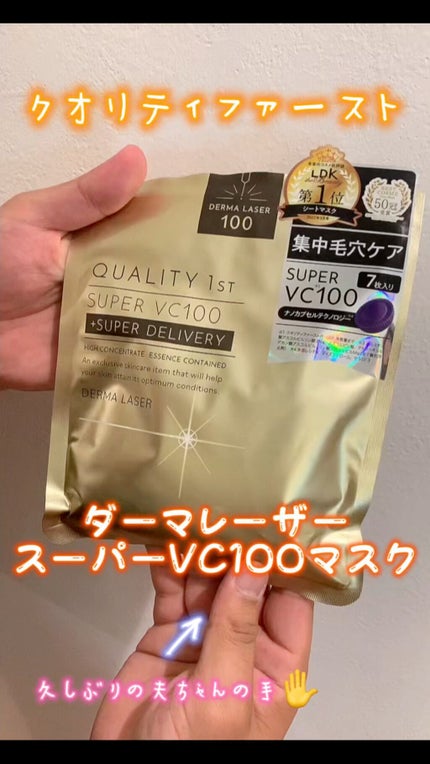 クオリティファースト
DERMA LASER
100
LDK
第1位
シートマスク
50冠
集中毛穴ケア
SUPER
VC100
7枚入り
ナノカプセルテクノロジー
QUALITY 1ST
SUPER VC100
+SUPER DELIVERY
HIGH CONCENTRATE ESSENCE CONTAINED
An exclusive skincare item that will help
your skin attain its optimum conditions.
DERMA LASER
ダーマレーザー
スーパーVC100マスク
久しぶりの夫ちゃんの手🖐